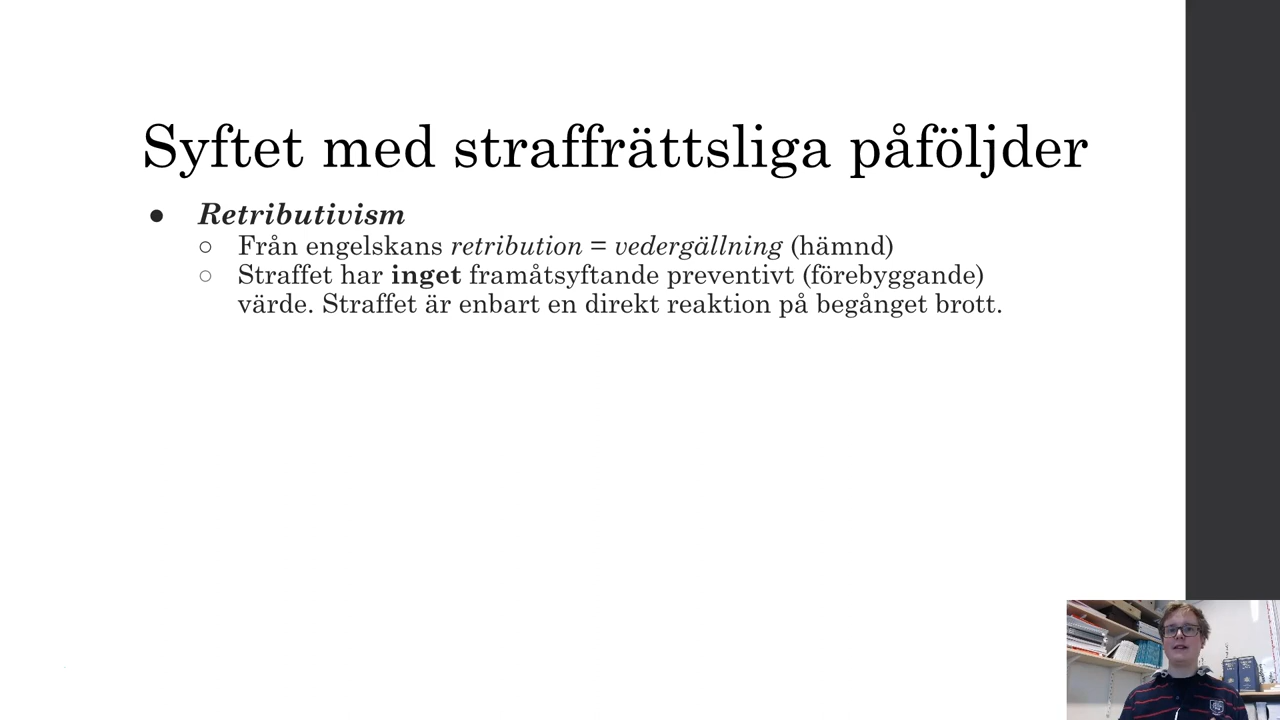 Syftet med straffrättsliga påföljder
● Retributivism
○ Från engelskans retribution = vedergällning (hämnd)
○ Straffet har inget framåtsyftande preventivt (förebyggande)
värde. Straffet är enbart en direkt reaktion på begånget brott.